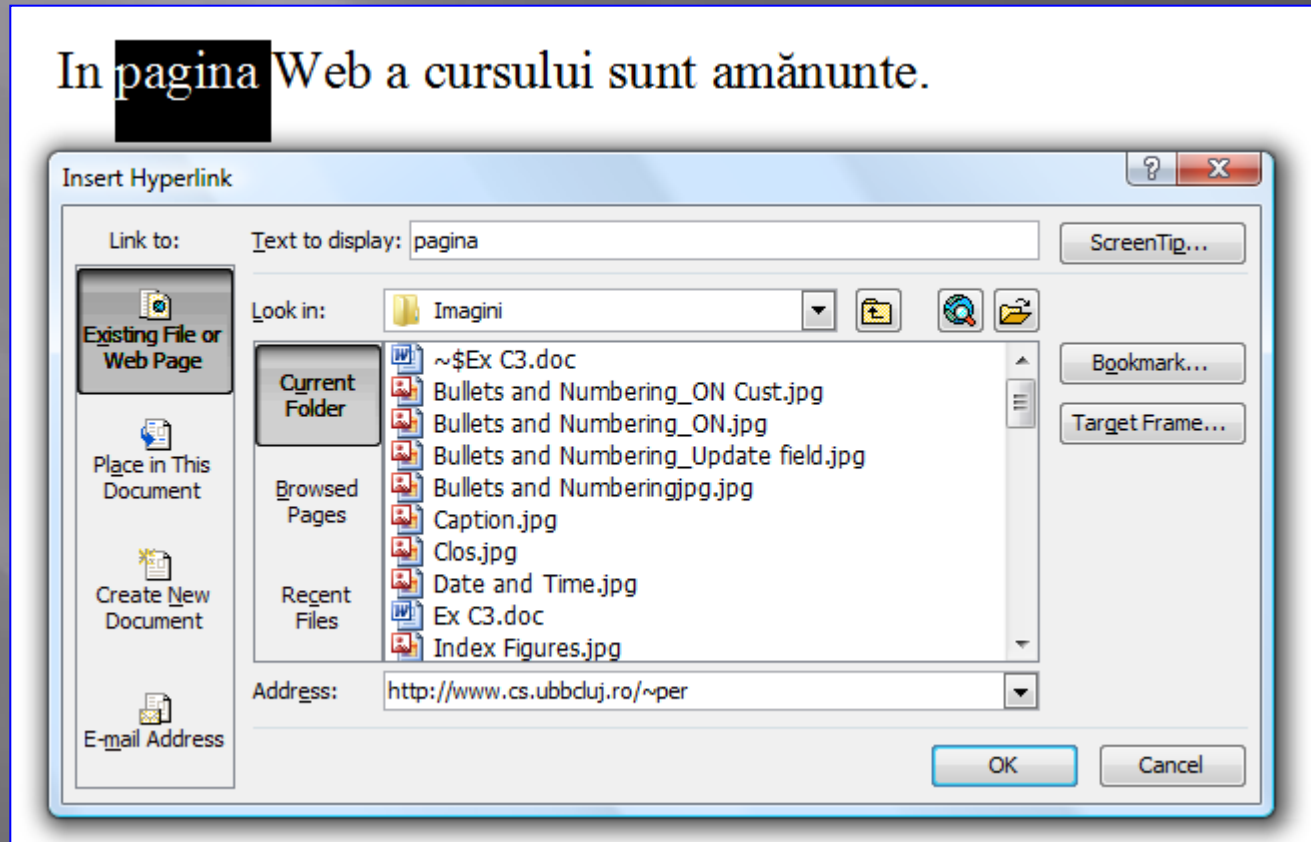 In pagina Web a cursului sunt amănunte.
Insert Hyperlink
Link to:
Text to display: pagina
ScreenTip...
Existing File or
Web Page
Look in: Imagini
Current
Folder
~$Ex C3.doc
Bullets and Numbering_ON Cust.jpg
Bullets and Numbering_ON.jpg
Bullets and Numbering_Update field.jpg
Bullets and Numberingjpg.jpg
Caption.jpg
Clos.jpg
Date and Time.jpg
Ex C3.doc
Index Figures.jpg
Bookmark...
Target Frame...
Place in This
Document
Browsed
Pages
Create New
Document
Recent
Files
E-mail Address
Address: http://www.cs.ubbcluj.ro/~per
OK
Cancel